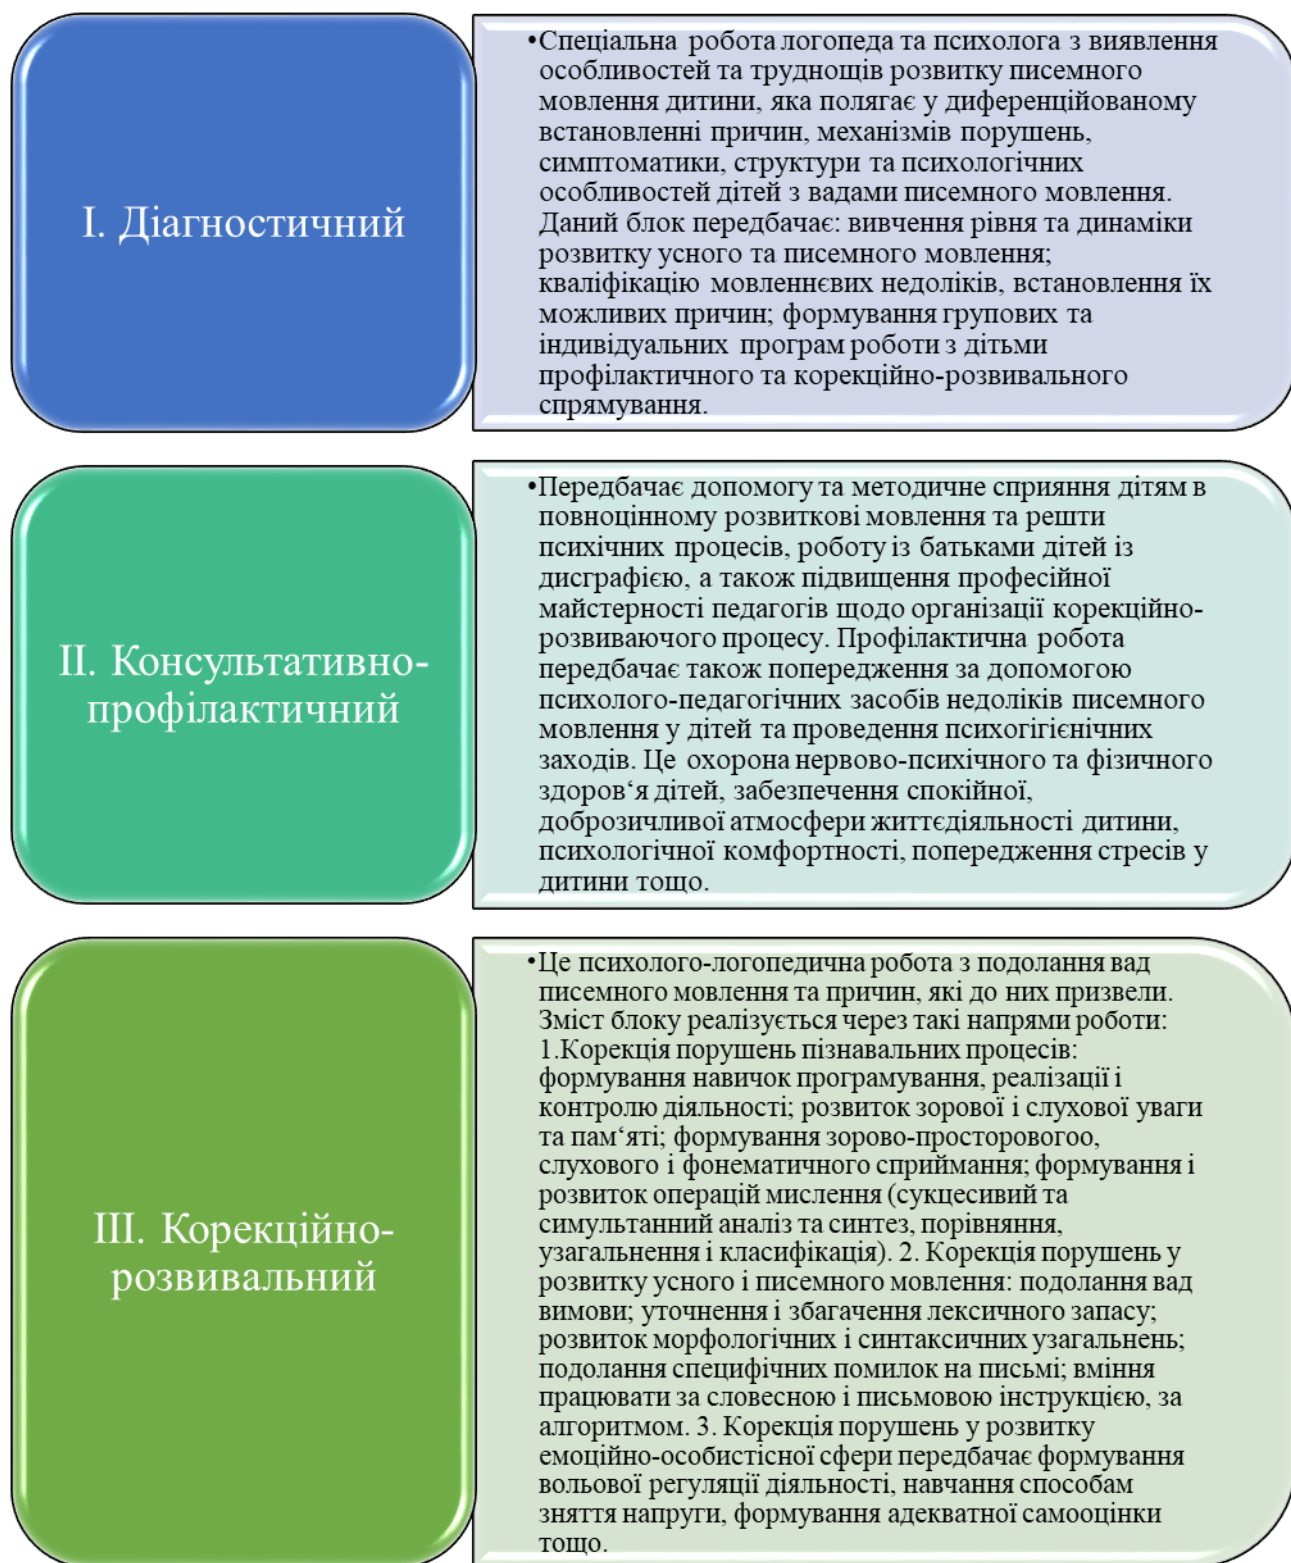 І. Діагностичний
•Спеціальна робота логопеда та психолога з виявлення
особливостей та труднощів розвитку писемного
мовлення дитини, яка полягає у диференційованому
встановленні причин, механізмів порушень,
симптоматики, структури та психологічних
особливостей дітей з вадами писемного мовлення.
Даний блок передбачає: вивчення рівня та динаміки
розвитку усного та писемного мовлення;
кваліфікацію мовленнєвих недоліків, встановлення їх
можливих причин; формування групових та
індивідуальних програм роботи з дітьми
профілактичного та корекційно-розвивального
спрямування.
ІІ. Консультативно-
профілактичний
•Передбачає допомогу та методичне сприяння дітям в
повноцінному розвиткові мовлення та решти
психічних процесів, роботу із батьками дітей із
дисграфією, а також підвищення професійної
майстерності педагогів щодо організації корекційно-
розвиваючого процесу. Профілактична робота
передбачає також попередження за допомогою
психолого-педагогічних засобів недоліків писемного
мовлення у дітей та проведення психогігієнічних
заходів. Це охорона нервово-психічного та фізичного
здоров‘я дітей, забезпечення спокійної,
доброзичливої атмосфери життєдіяльності дитини,
психологічної комфортності, попередження стресів у
дитини тощо.
ІІІ. Корекційно-
розвивальний
•Це психолого-логопедична робота з подолання вад
писемного мовлення та причин, які до них призвели.
Зміст блоку реалізується через такі напрями роботи:
1.Корекція порушень пізнавальних процесів:
формування навичок програмування, реалізації і
контролю діяльності; розвиток зорової і слухової уваги
та пам‘яті; формування зорово-просторовогоо,
слухового і фонематичного сприймання; формування і
розвиток операцій мислення (сукцесивий та
симультанний аналіз та синтез, порівняння,
узагальнення і класифікація). 2. Корекція порушень у
розвитку усного і писемного мовлення: подолання вад
вимови; уточнення і збагачення лексичного запасу;
розвиток морфологічних і синтаксичних узагальнень;
подолання специфічних помилок на письмі; вміння
працювати за словесною і письмовою інструкцією, за
алгоритмом. 3. Корекція порушень у розвитку
емоційно-особистісної сфери передбачає формування
вольової регуляції діяльності, навчання способам
зняття напруги, формування адекватної самооцінки
тощо.